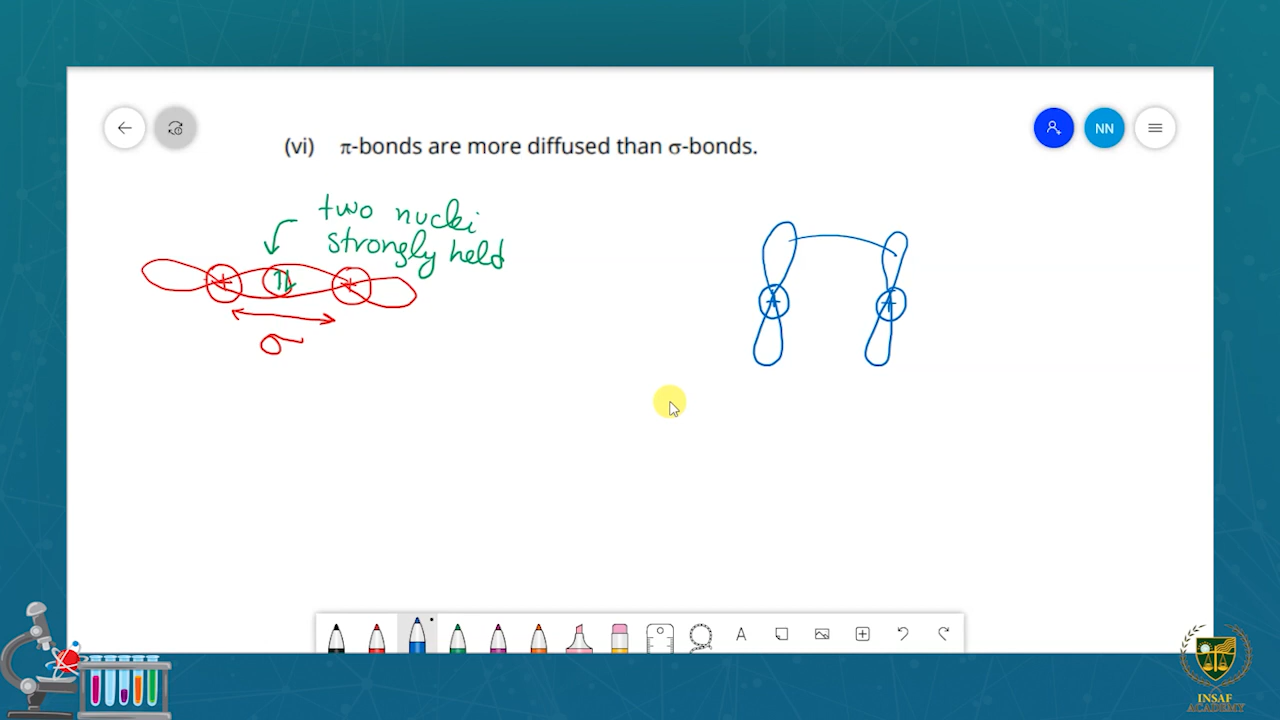 (vi) π-bonds are more diffused than σ-bonds.
NN
two nuclei
strongly held
↑↓
+ +
σ
+ +
A
INSAF
ACADEMY